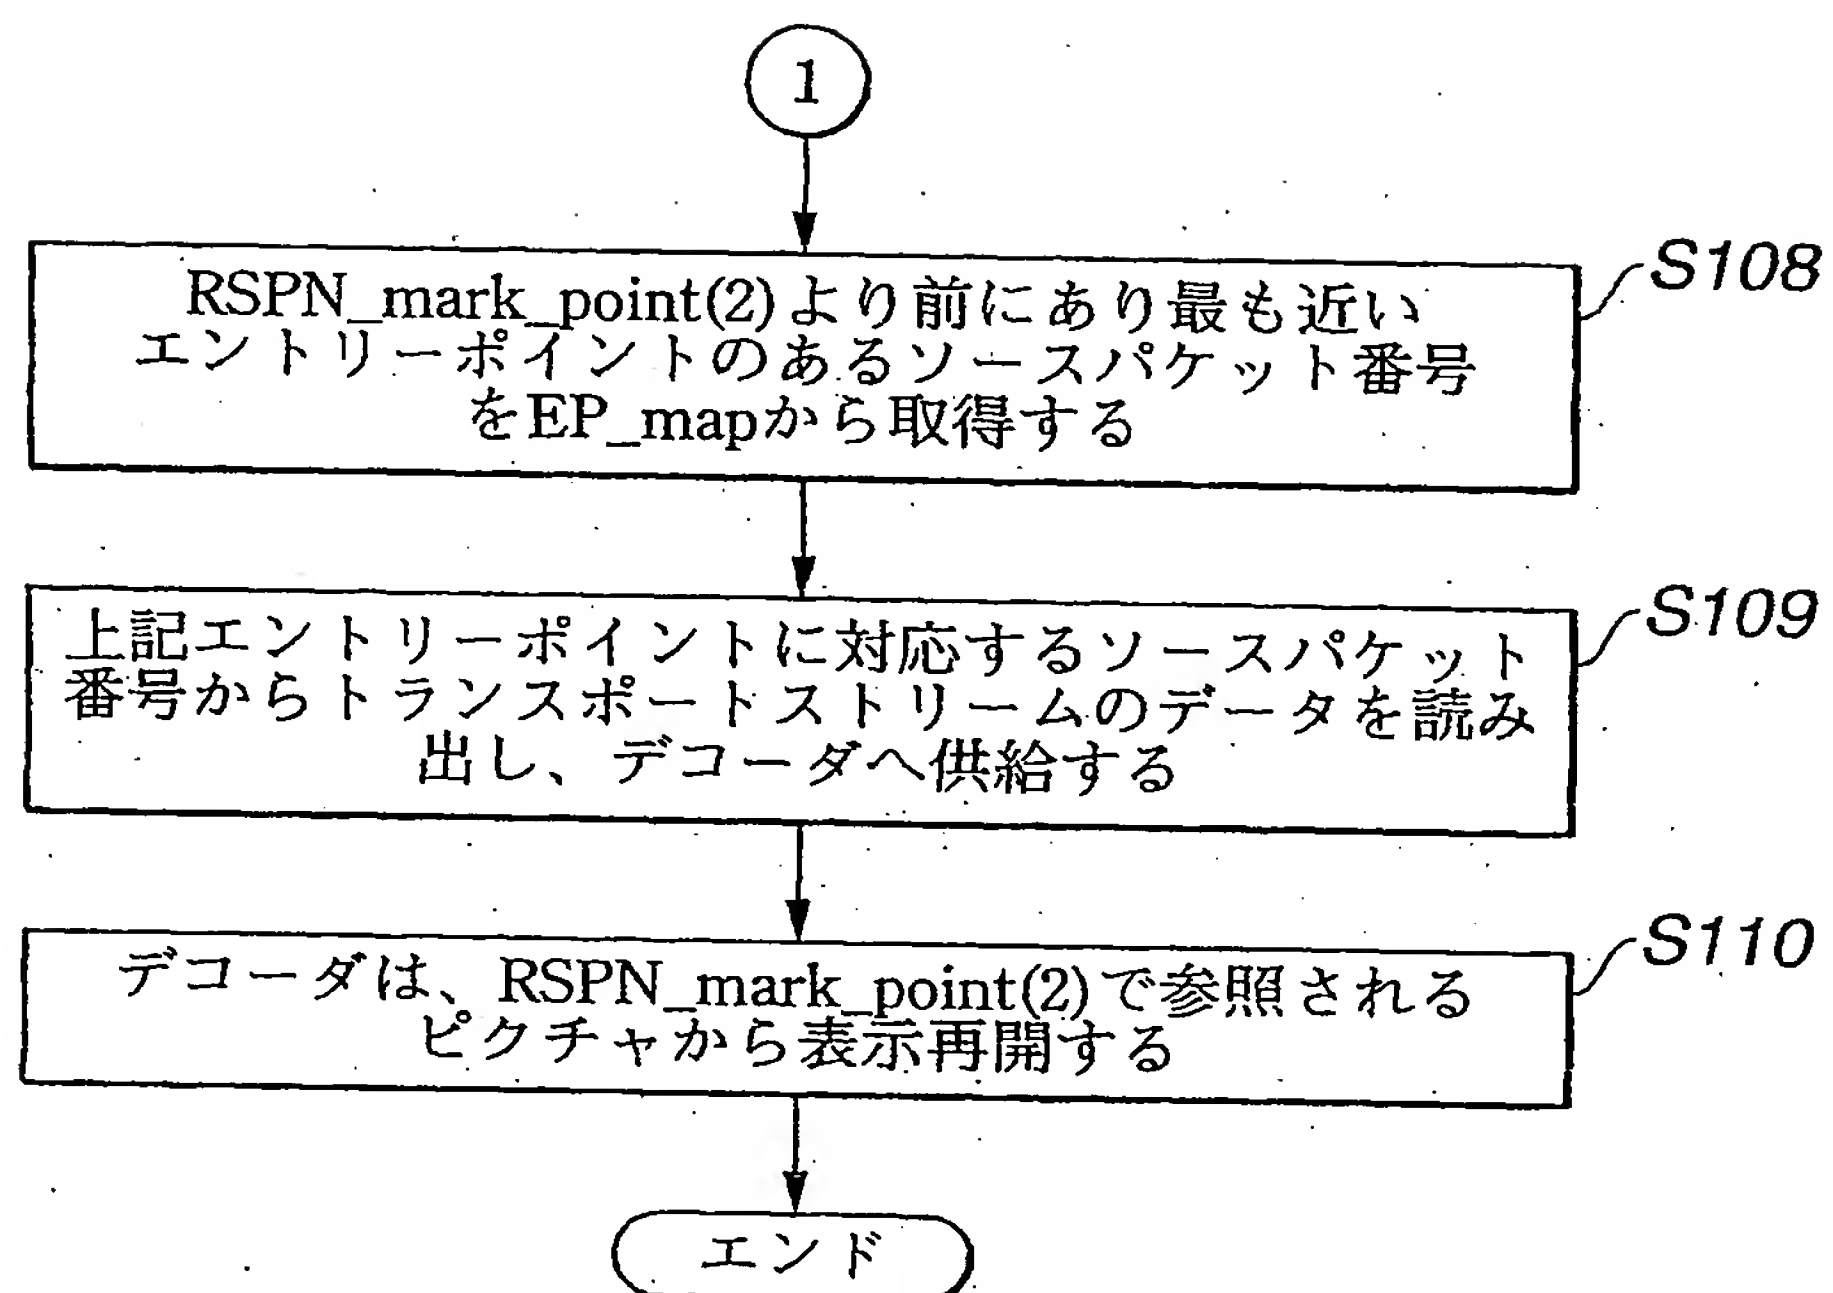 1
RSPN_mark_point(2)より前にあり最も近い
エントリーポイントのあるソースパケット番号
をEP_mapから取得する
S108
上記エントリーポイントに対応するソースパケット
番号からトランスポートストリームのデータを読み
出し、デコーダへ供給する
S109
デコーダは、RSPN_mark_point(2)で参照される
ピクチャから表示再開する
S110
エンド